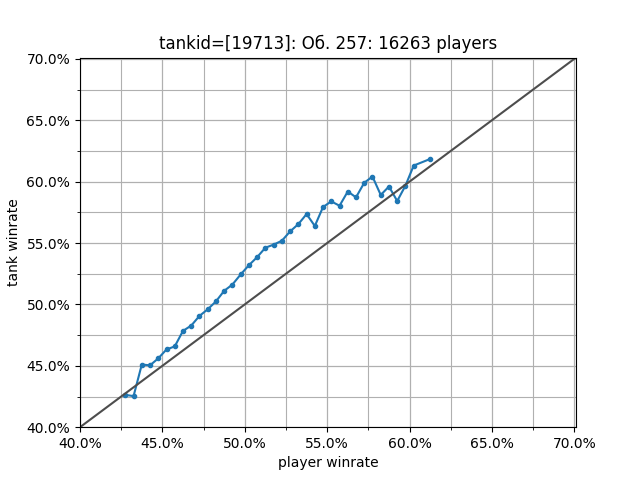 tankid=[19713]: Об. 257: 16263 players
70.0%
65.0%
60.0%
55.0%
50.0%
45.0%
40.0%
tank winrate
40.0% 45.0% 50.0% 55.0% 60.0% 65.0% 70.0%
player winrate